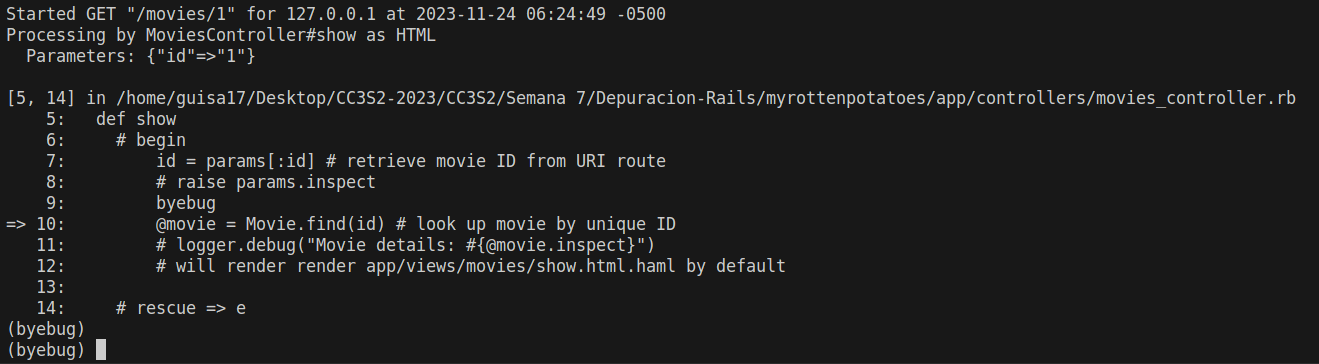 Started GET "/movies/1" for 127.0.0.1 at 2023-11-24 06:24:49 -0500
Processing by MoviesController#show as HTML
  Parameters: {"id"=>"1"}

[5, 14] in /home/guisa17/Desktop/CC3S2-2023/CC3S2/Semana 7/Depuracion-Rails/myrottenpotatoes/app/controllers/movies_controller.rb
    5:   def show
    6:     # begin
    7:         id = params[:id] # retrieve movie ID from URI route
    8:         # raise params.inspect
    9:         byebug
=> 10:         @movie = Movie.find(id) # look up movie by unique ID
   11:         # logger.debug("Movie details: #{@movie.inspect}")
   12:         # will render render app/views/movies/show.html.haml by default
   13:
   14:     # rescue => e
(byebug)
(byebug)